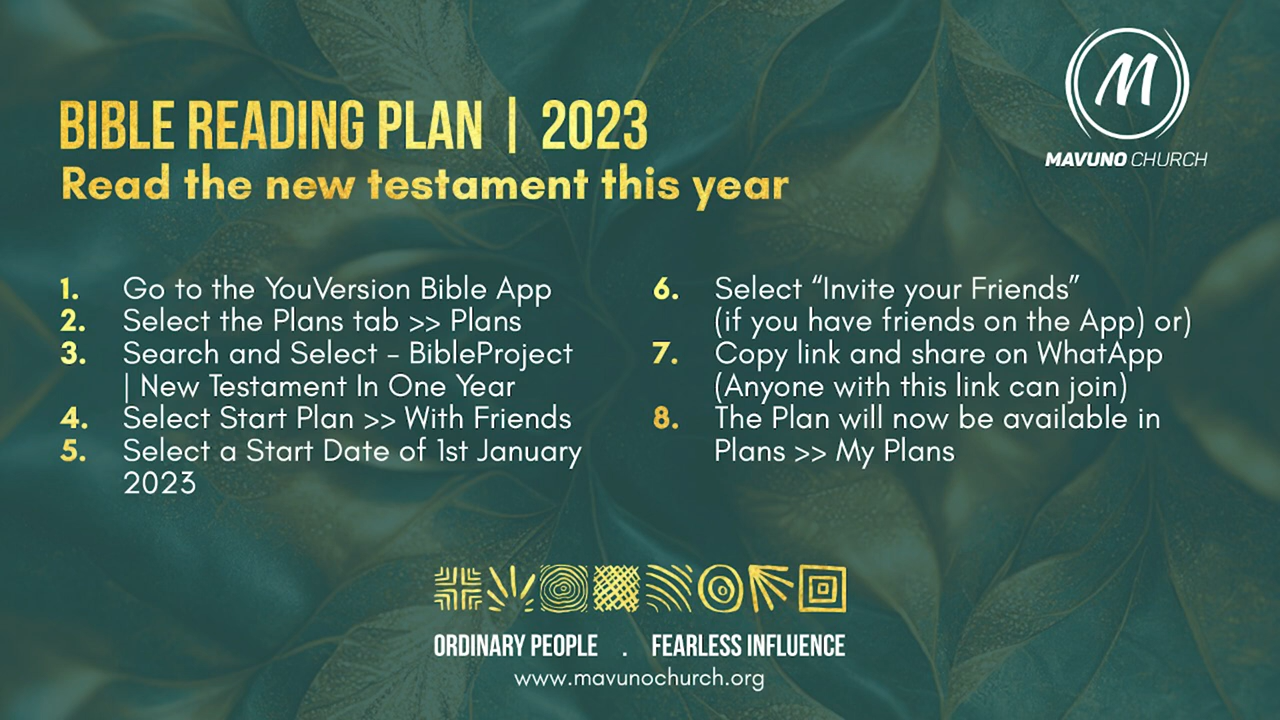 BIBLE READING PLAN | 2023
Read the new testament this year
M
MAVUNO CHURCH
1. Go to the YouVersion Bible App
2. Select the Plans tab >> Plans
3. Search and Select - BibleProject
| New Testament In One Year
4. Select Start Plan >> With Friends
5. Select a Start Date of 1st January
2023
6. Select “Invite your Friends”
(if you have friends on the App) or)
7. Copy link and share on WhatApp
(Anyone with this link can join)
8. The Plan will now be available in
Plans >> My Plans
ORDINARY PEOPLE . FEARLESS INFLUENCE
www.mavunochurch.org